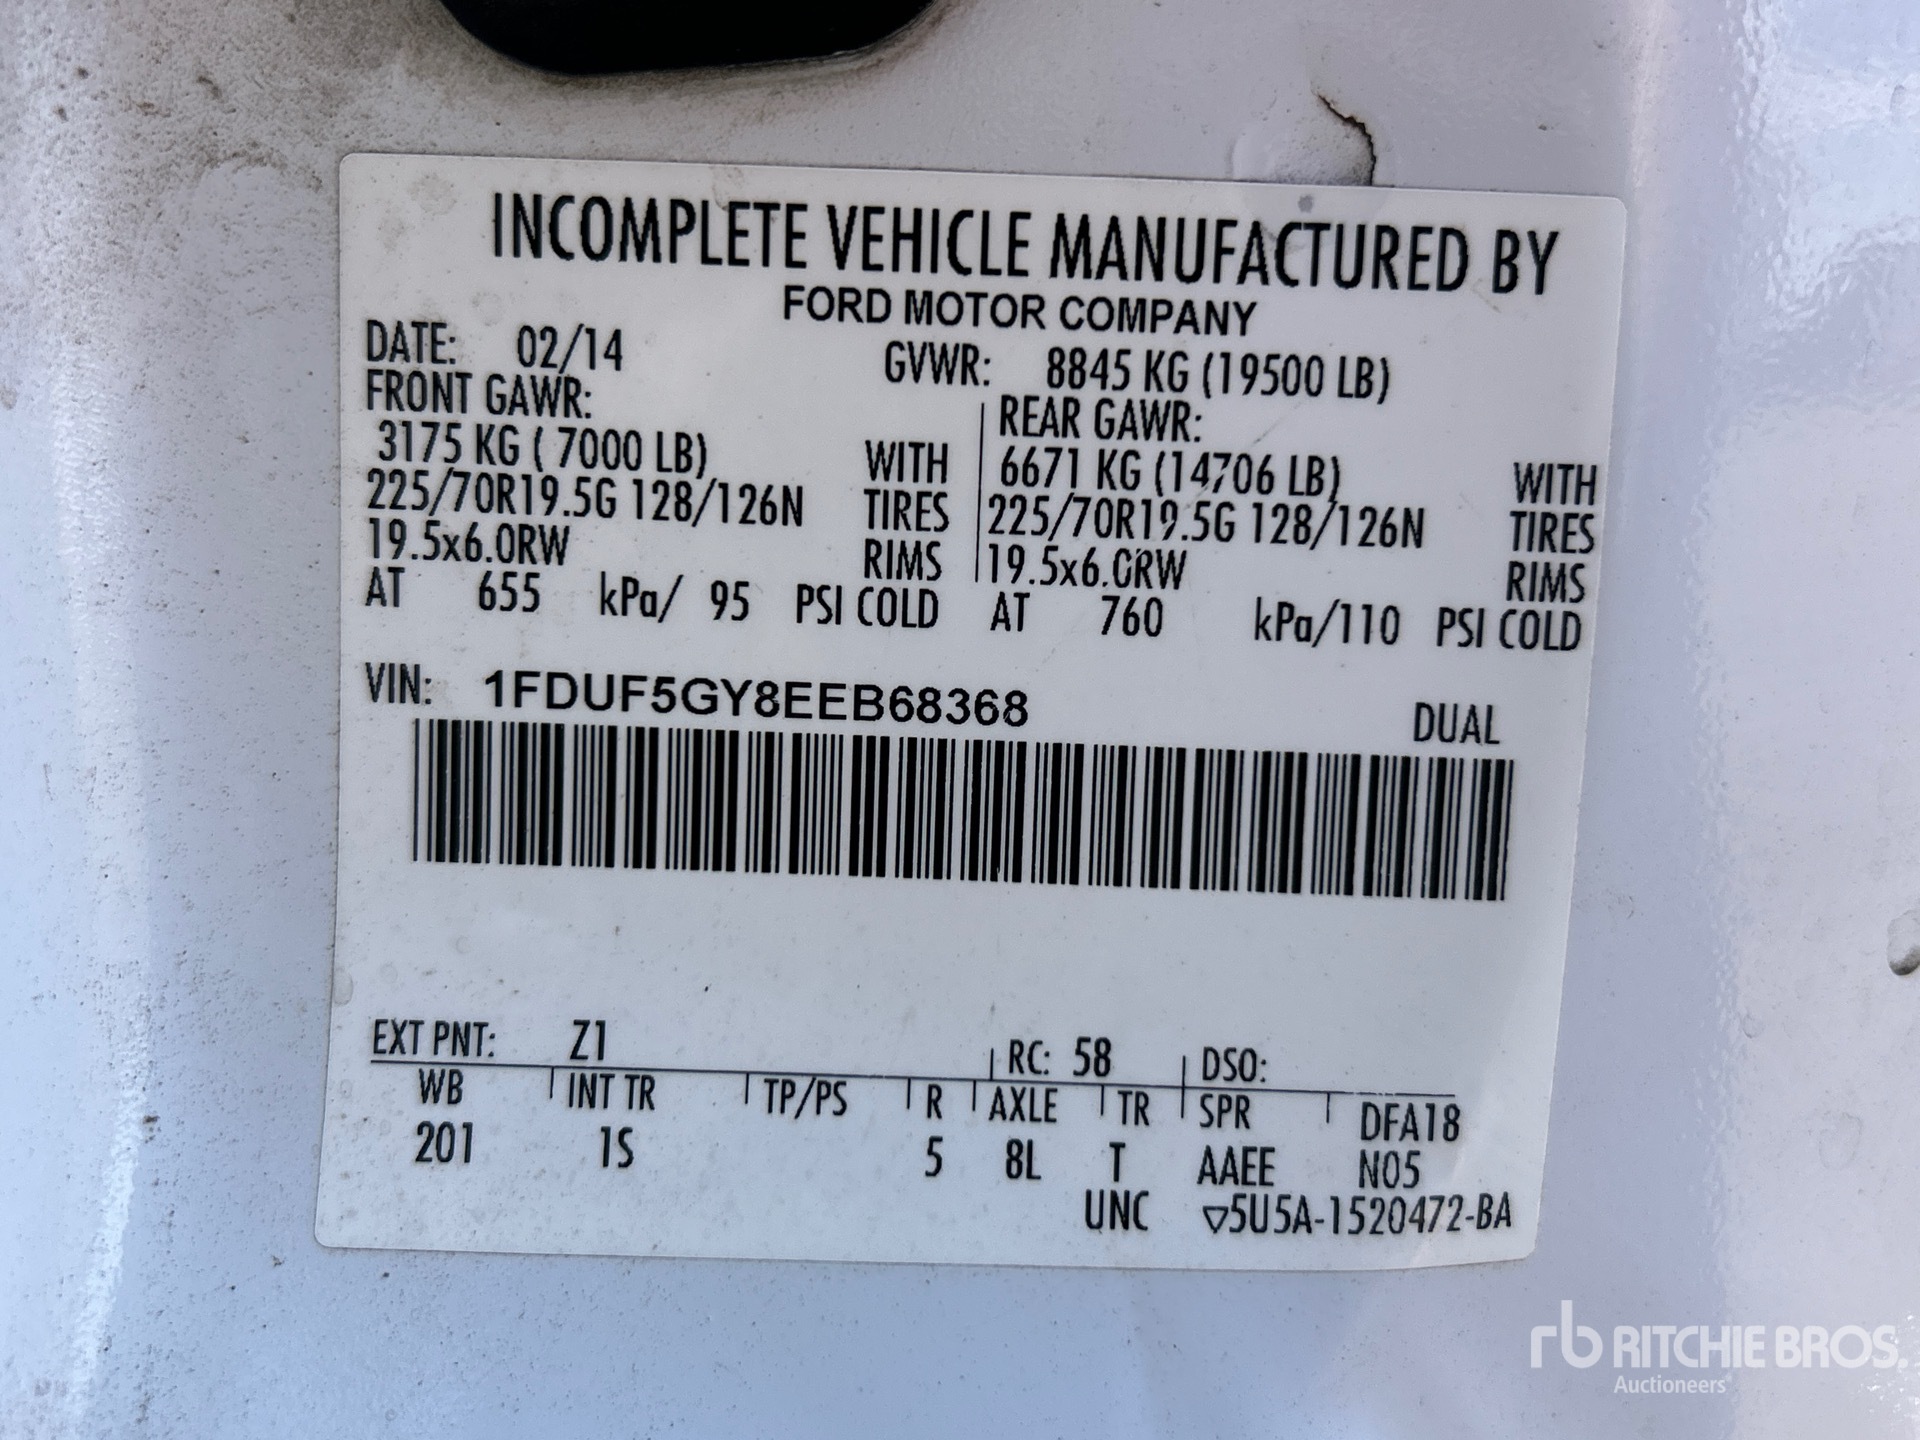 INCOMPLETE VEHICLE MANUFACTURED BY
FORD MOTOR COMPANY
DATE: 02/14 GVWR: 8845 KG (19500 LB)
FRONT GAWR: REAR GAWR:
3175 KG ( 7000 LB) WITH 6671 KG (14706 LB) WITH
225/70R19.5G 128/126N TIRES 225/70R19.5G 128/126N TIRES
19.5x6.0RW RIMS 19.5x6.0RW RIMS
AT 655 kPa/ 95 PSI COLD AT 760 kPa/110 PSI COLD
VIN: 1FDUF5GY8EEB68368
DUAL
EXT PNT: Z1 RC: 58 DSO:
WB INT TR TP/PS R AXLE TR SPR DFA18
201 1S 5 8L T AAEE N05
UNC ▽5U5A-1520472-BA
rb RITCHIE BROS.
Auctioneers